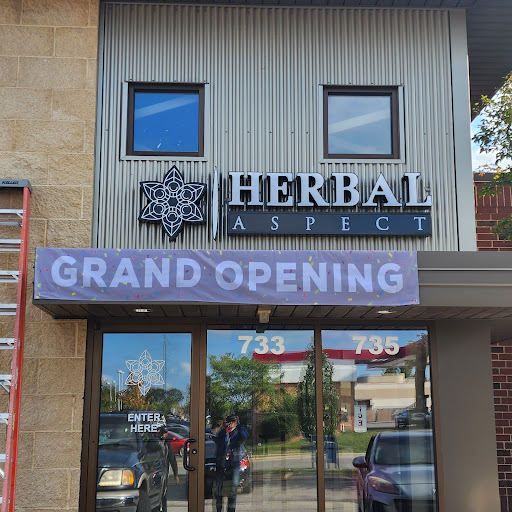 HERBAL
ASPECT
GRAND OPENING
733 735
ENTER
HERE